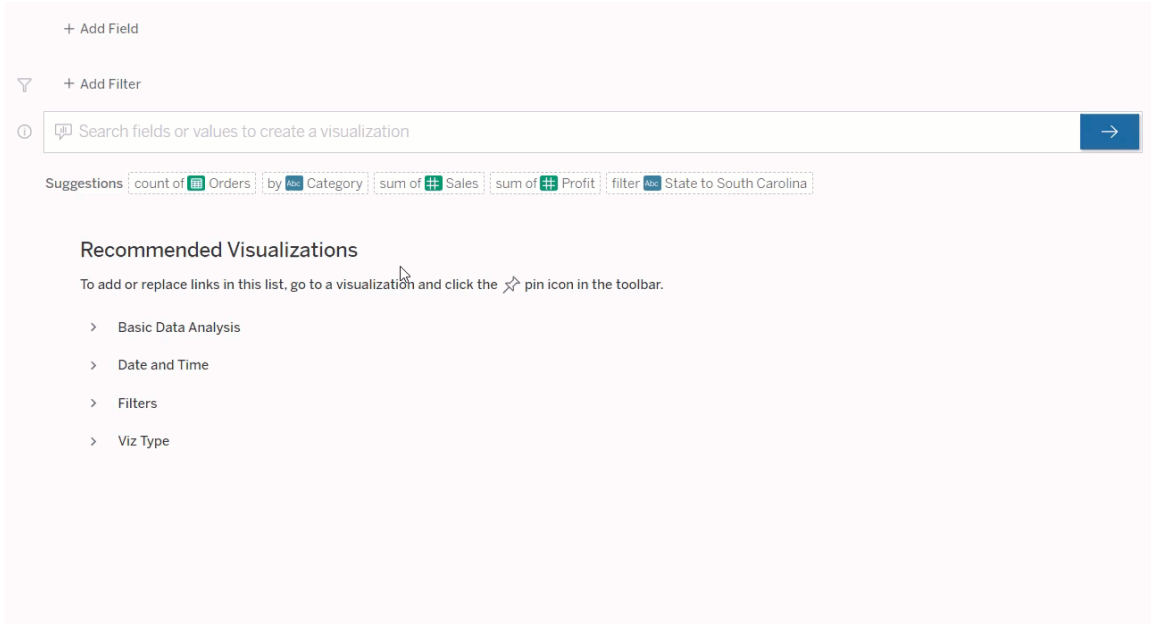 + Add Field
+ Add Filter
Search fields or values to create a visualization
Suggestions count of Orders by Abc Category sum of Sales sum of Profit filter Abc State to South Carolina
Recommended Visualizations
To add or replace links in this list, go to a visualization and click the pin icon in the toolbar.
Basic Data Analysis
Date and Time
Filters
Viz Type